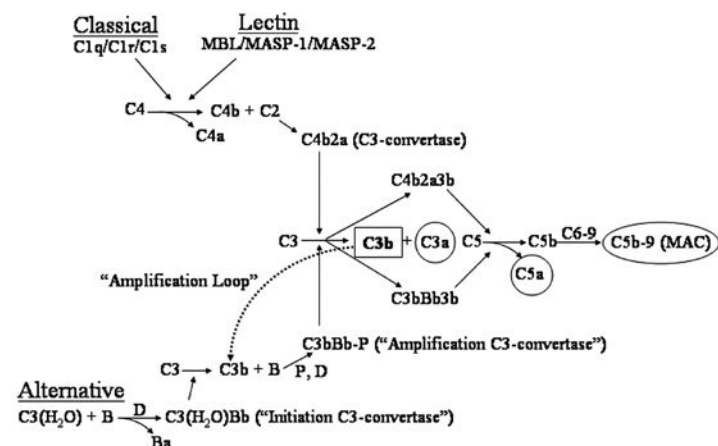 Classical
C1q/C1r/C1s
Lectin
MBL/MASP-1/MASP-2
C4
C4b + C2
C4a
C4b2a (C3-convertase)
C4b2a3b
C3
C3b
+
C3a
C5
C5b
C6-9
C5b-9 (MAC)
C5a
"Amplification Loop"
C3bBb3b
C3bBb-P ("Amplification C3-convertase")
C3
C3b + B
P, D
Alternative
C3(H2O) + B
D
C3(H2O)Bb ("Initiation C3-convertase")
Ba